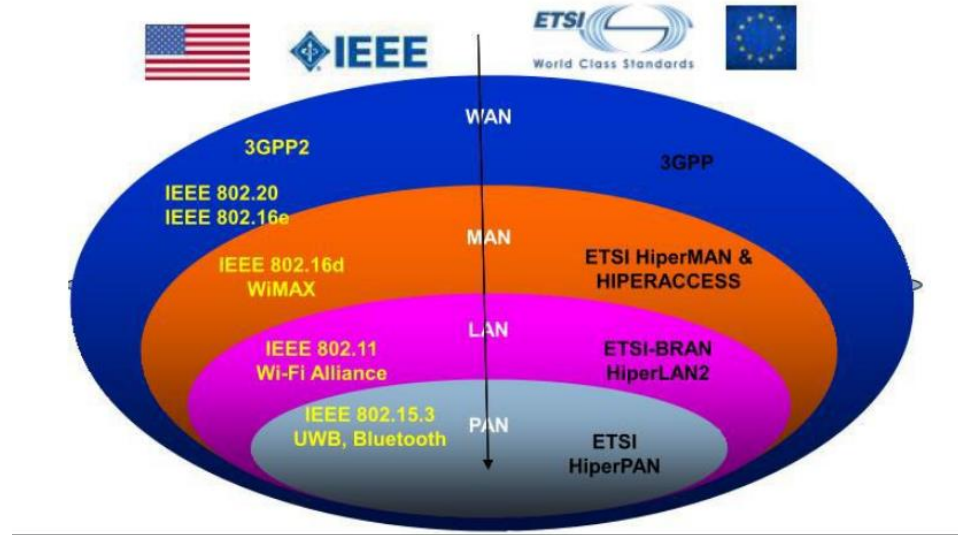 IEEE
ETSI
World Class Standards
WAN
3GPP2
3GPP
IEEE 802.20
IEEE 802.16e
MAN
IEEE 802.16d
WiMAX
ETSI HiperMAN &
HIPERACCESS
LAN
IEEE 802.11
Wi-Fi Alliance
ETSI-BRAN
HiperLAN2
PAN
IEEE 802.15.3
UWB, Bluetooth
ETSI
HiperPAN